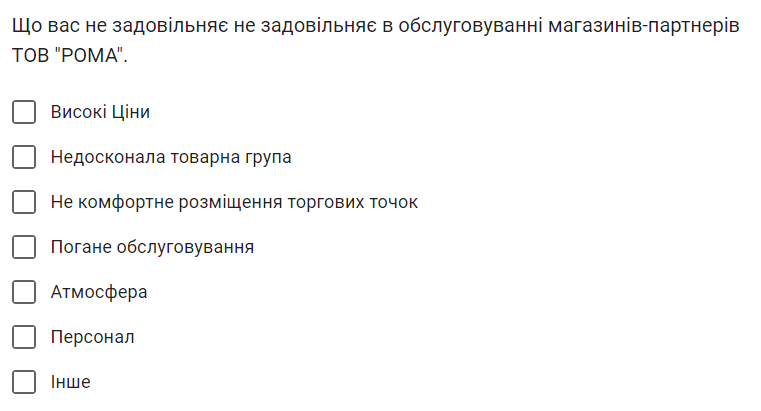 Що вас не задовільняє не задовільняє в обслуговуванні магазинів-партнерів
ТОВ "РОМА".
Високі Ціни
Недосконала товарна група
Не комфортне розміщення торгових точок
Погане обслуговування
Атмосфера
Персонал
Інше